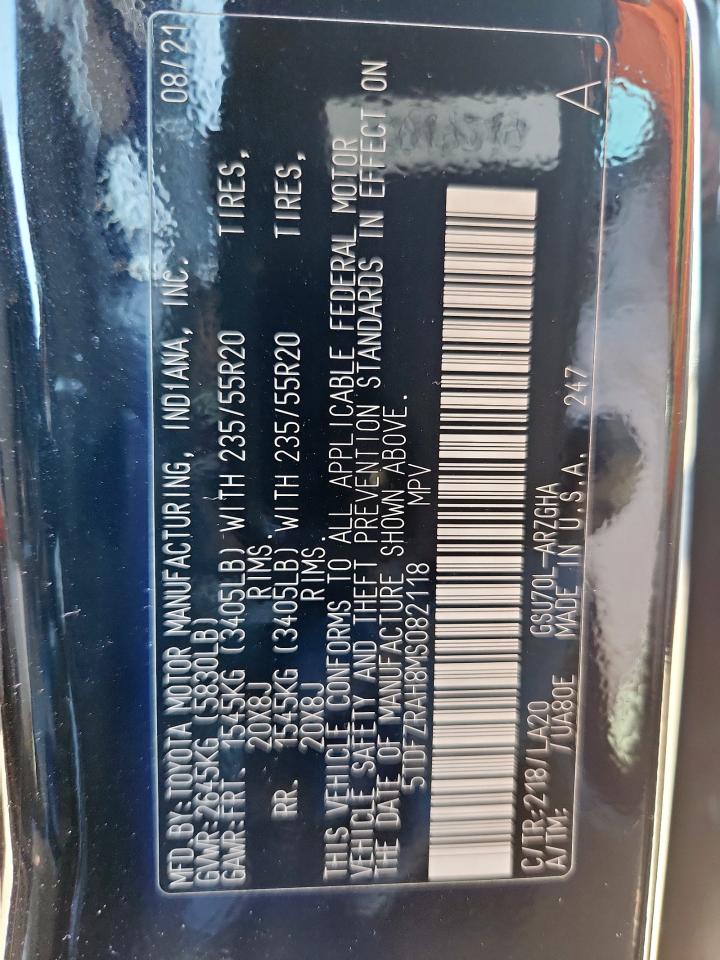 MFD.BY:TOYOTA MOTOR MANUFACTURING, INDIANA, INC. 08/21
GVWR:2645KG (5830LB)
GAWR:FRT. 1545KG (3405LB) WITH 235/55R20 TIRES,
20X8J RIMS.
RR. 1545KG (3405LB) WITH 235/55R20 TIRES,
20X8J RIMS.
THIS VEHICLE CONFORMS TO ALL APPLICABLE FEDERAL MOTOR
VEHICLE SAFETY AND THEFT PREVENTION STANDARDS IN EFFECT ON
THE DATE OF MANUFACTURE SHOWN ABOVE.
5TDFZRAH8MS082118 MPV
C/TR:218/LA20 GSU70L-ARZGHA
A/TM: /UA80E MADE IN U.S.A. 247
A